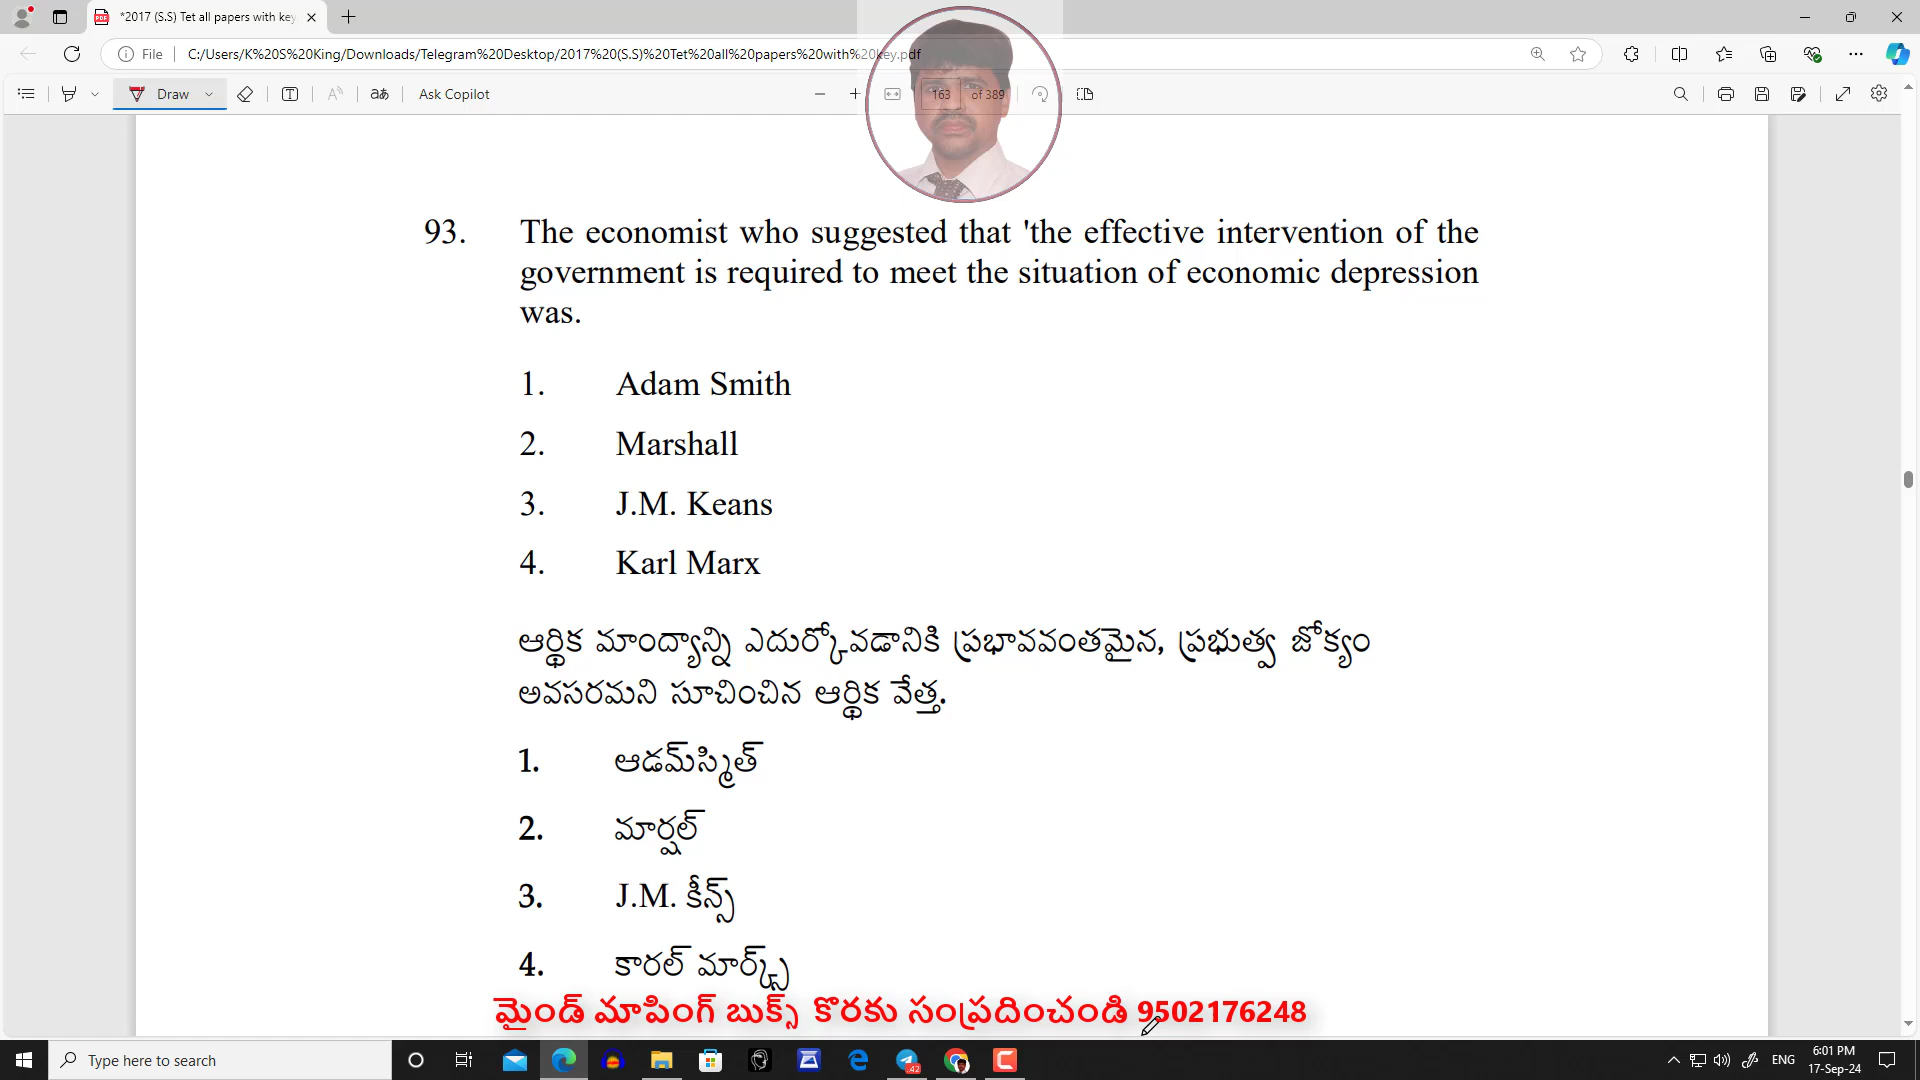 *2017 (S.S) Tet all papers with key
File
C:/Users/K%20S%20King/Downloads/Telegram%20Desktop/2017%20(S.S)%20Tet%20all%20papers%20with%20key.pdf
Draw
aあ
Ask Copilot
163 of 389
93. The economist who suggested that 'the effective intervention of the
government is required to meet the situation of economic depression
was.
1. Adam Smith
2. Marshall
3. J.M. Keans
4. Karl Marx
ఆర్థిక మాంద్యాన్ని ఎదుర్కోవడానికి ప్రభావవంతమైన, ప్రభుత్వ జోక్యం
అవసరమని సూచించిన ఆర్థిక వేత్త.
1. ఆడమ్‌స్మిత్
2. మార్షల్
3. J.M. కీన్స్
4. కారల్ మార్క్స్
మైండ్ మాపింగ్ బుక్స్ కొరకు సంప్రదించండి 9502176248
Type here to search
42
ENG
6:01 PM
17-Sep-24